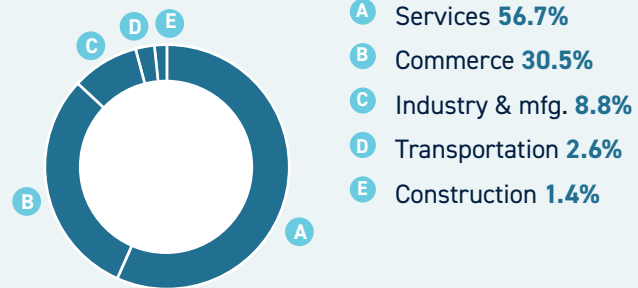 E
D
C
B
A
A Services 56.7%
B Commerce 30.5%
C Industry & mfg. 8.8%
D Transportation 2.6%
E Construction 1.4%